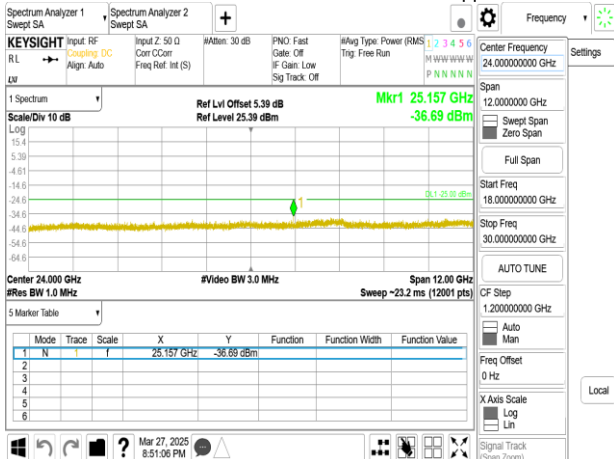 Spectrum Analyzer 1
Swept SA
Spectrum Analyzer 2
Swept SA
Frequency
KEYSIGHT
RL
Input: RF
Coupling: DC
Align: Auto
Input Z: 50 Ω
Corr CCorr
Freq Ref: Int (S)
#Atten: 30 dB
PNO: Fast
Gate: Off
IF Gain: Low
Sig Track: Off
#Avg Type: Power (RMS
Trig: Free Run
1 2 3 4 5 6
M W W W W W
P N N N N N
1 Spectrum
Scale/Div 10 dB
Ref Lvl Offset 5.39 dB
Ref Level 25.39 dBm
Mkr1 25.157 GHz
-36.69 dBm
Log
15.4
5.39
-4.61
-14.6
-24.6
-34.6
-44.6
-54.6
-64.6
DL1 -25.00 dBm
1
Center 24.000 GHz
#Res BW 1.0 MHz
#Video BW 3.0 MHz
Span 12.00 GHz
Sweep ~23.2 ms (12001 pts)
5 Marker Table
Mode Trace Scale X Y Function Function Width Function Value
1 N 1 f 25.157 GHz -36.69 dBm
2
3
4
5
6
Mar 27, 2025
8:51:06 PM
Center Frequency
24.000000000 GHz
Span
12.0000000 GHz
Swept Span
Zero Span
Full Span
Start Freq
18.000000000 GHz
Stop Freq
30.000000000 GHz
AUTO TUNE
CF Step
1.200000000 GHz
Auto
Man
Freq Offset
0 Hz
X Axis Scale
Log
Lin
Signal Track
(Span Zoom)
Settings
Local